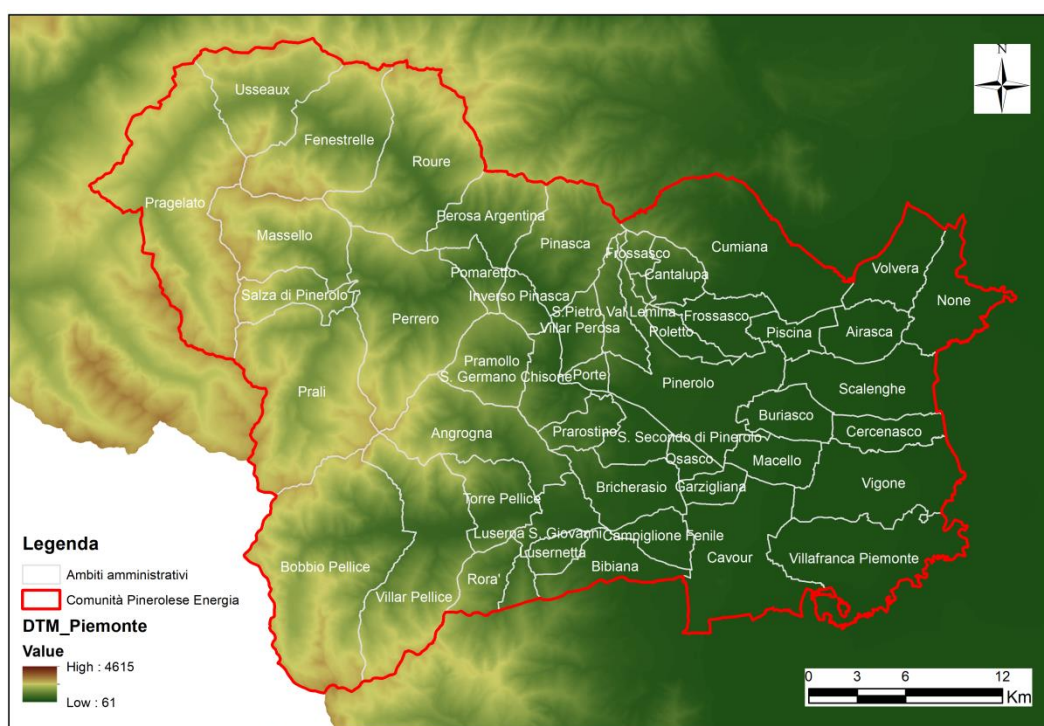 N
Usseaux
Fenestrelle
Roure
Pragelato
Perosa Argentina
Massello
Pinasca
Frossasco
Cumiana
Cantalupa
Volvera
Pomaretto
None
Salza di Pinerolo
Inverso Pinasca
Perrero
S.Pietro Val Lemina
Frossasco
Villar Perosa
Roletto
Piscina
Airasca
Pramollo
S. Germano Chisone
Porte
Pinerolo
Scalenghe
Prali
Buriasco
Angrogna
Prarostino
S. Secondo di Pinerolo
Cercenasco
Osasco
Macello
Torre Pellice
Bricherasio
Garzigliana
Vigone
Luserna S. Giovanni
Campiglione Fenile
Lusernetta
Cavour
Villafranca Piemonte
Bobbio Pellice
Rora'
Bibiana
Villar Pellice
Legenda
Ambiti amministrativi
Comunità Pinerolese Energia
DTM_Piemonte
Value
High : 4615
Low : 61
0 3 6 12
Km